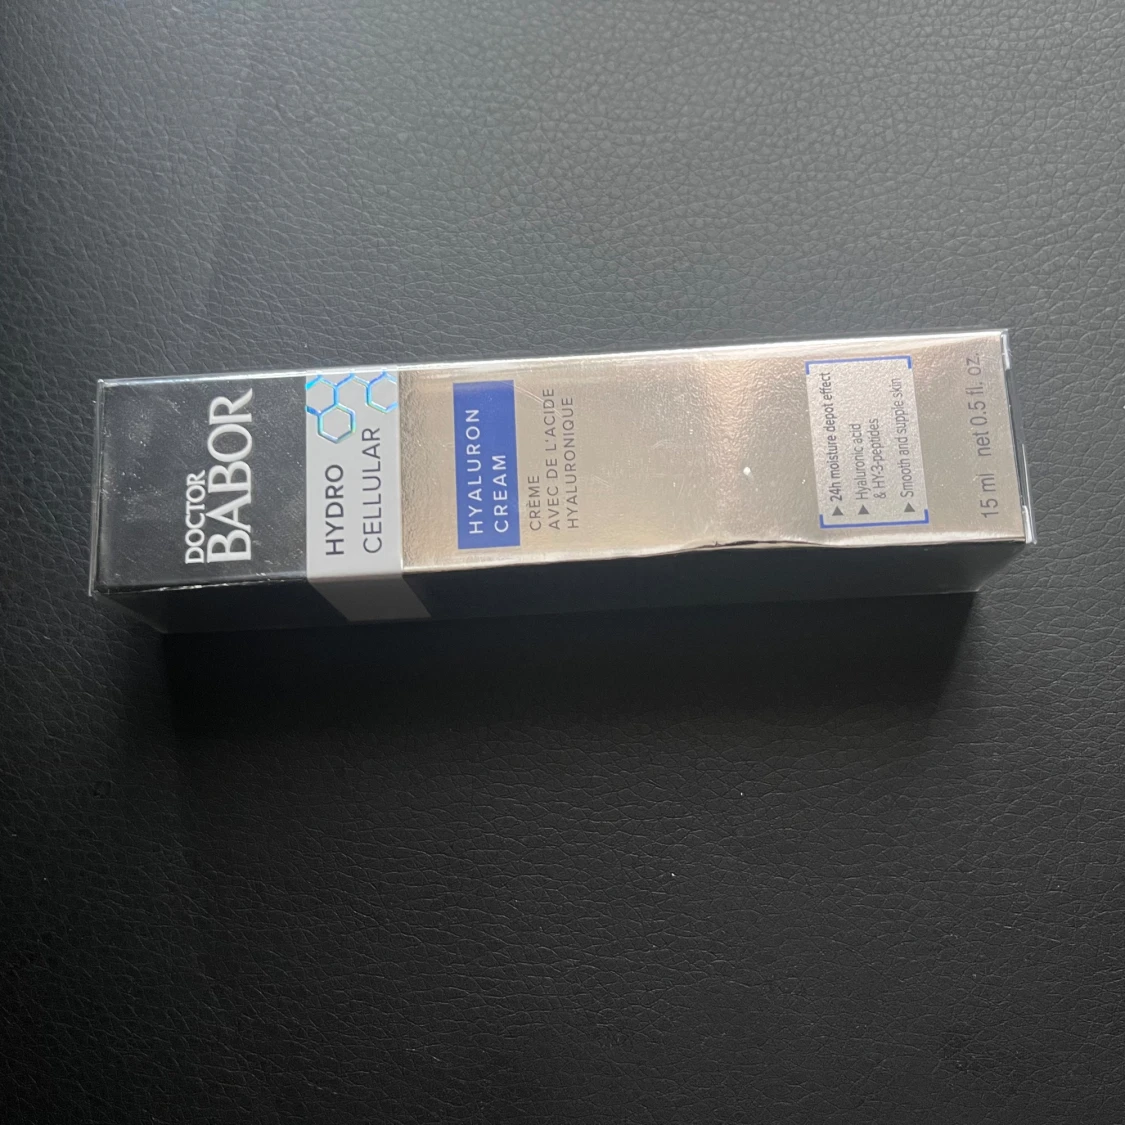 DOCTOR
BABOR
HYDRO
CELLULAR
HYALURON
CREAM
CRÈME
AVEC DE L'ACIDE
HYALURONIQUE
▶ 24h moisture depot effect
▶ Hyaluronic acid
& HY-3-peptides
▶ Smooth and supple skin
15 ml net 0.5 fl. oz.